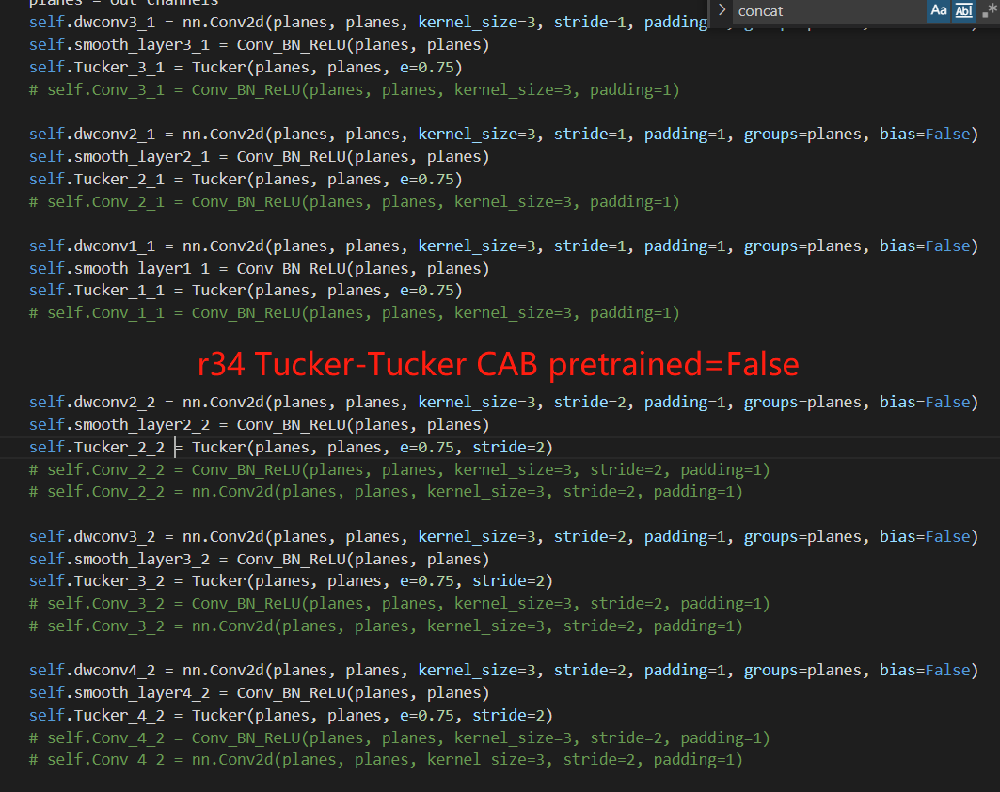 planes = out_channels
concat
Aa
Abl
.*
self.dwconv3_1 = nn.Conv2d(planes, planes, kernel_size=3, stride=1, padding
self.smooth_layer3_1 = Conv_BN_ReLU(planes, planes)
self.Tucker_3_1 = Tucker(planes, planes, e=0.75)
# self.Conv_3_1 = Conv_BN_ReLU(planes, planes, kernel_size=3, padding=1)
self.dwconv2_1 = nn.Conv2d(planes, planes, kernel_size=3, stride=1, padding=1, groups=planes, bias=False)
self.smooth_layer2_1 = Conv_BN_ReLU(planes, planes)
self.Tucker_2_1 = Tucker(planes, planes, e=0.75)
# self.Conv_2_1 = Conv_BN_ReLU(planes, planes, kernel_size=3, padding=1)
self.dwconv1_1 = nn.Conv2d(planes, planes, kernel_size=3, stride=1, padding=1, groups=planes, bias=False)
self.smooth_layer1_1 = Conv_BN_ReLU(planes, planes)
self.Tucker_1_1 = Tucker(planes, planes, e=0.75)
# self.Conv_1_1 = Conv_BN_ReLU(planes, planes, kernel_size=3, padding=1)
r34 Tucker-Tucker CAB pretrained=False
self.dwconv2_2 = nn.Conv2d(planes, planes, kernel_size=3, stride=2, padding=1, groups=planes, bias=False)
self.smooth_layer2_2 = Conv_BN_ReLU(planes, planes)
self.Tucker_2_2 = Tucker(planes, planes, e=0.75, stride=2)
# self.Conv_2_2 = Conv_BN_ReLU(planes, planes, kernel_size=3, stride=2, padding=1)
# self.Conv_2_2 = nn.Conv2d(planes, planes, kernel_size=3, stride=2, padding=1)
self.dwconv3_2 = nn.Conv2d(planes, planes, kernel_size=3, stride=2, padding=1, groups=planes, bias=False)
self.smooth_layer3_2 = Conv_BN_ReLU(planes, planes)
self.Tucker_3_2 = Tucker(planes, planes, e=0.75, stride=2)
# self.Conv_3_2 = Conv_BN_ReLU(planes, planes, kernel_size=3, stride=2, padding=1)
# self.Conv_3_2 = nn.Conv2d(planes, planes, kernel_size=3, stride=2, padding=1)
self.dwconv4_2 = nn.Conv2d(planes, planes, kernel_size=3, stride=2, padding=1, groups=planes, bias=False)
self.smooth_layer4_2 = Conv_BN_ReLU(planes, planes)
self.Tucker_4_2 = Tucker(planes, planes, e=0.75, stride=2)
# self.Conv_4_2 = Conv_BN_ReLU(planes, planes, kernel_size=3, stride=2, padding=1)
# self.Conv_4_2 = nn.Conv2d(planes, planes, kernel_size=3, stride=2, padding=1)